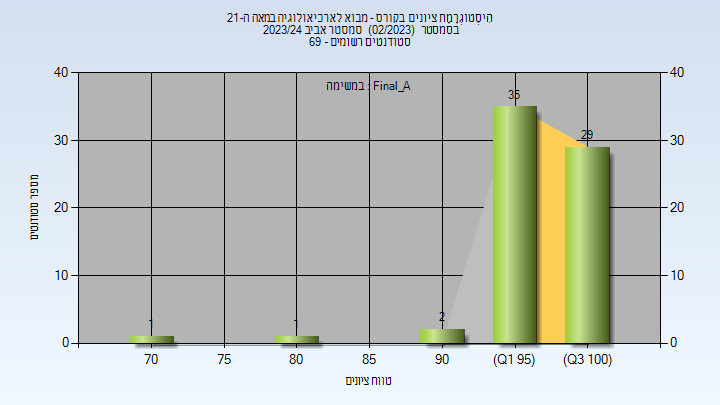 הִיסְטוגְרָמַת ציונים בקורס - מבוא לארכיאולוגיה במאה ה-21
בסמסטר (02/2023) סמסטר אביב 2023/24
סטודנטים רשומים - 69
במשימה : Final_A
40 40
30 30
20 20
10 10
0 0
1 1 2 35 29
70 75 80 85 90 (Q1 95) (Q3 100)
מספר סטודנטים
טווח ציונים